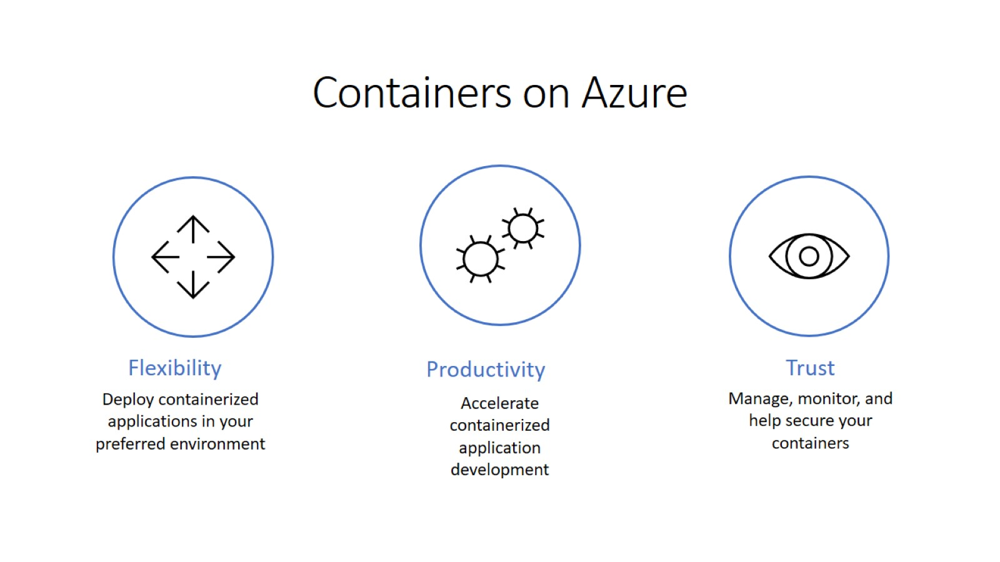 Containers on Azure
Flexibility
Deploy containerized
applications in your
preferred environment
Productivity
Accelerate
containerized
application
development
Trust
Manage, monitor, and
help secure your
containers